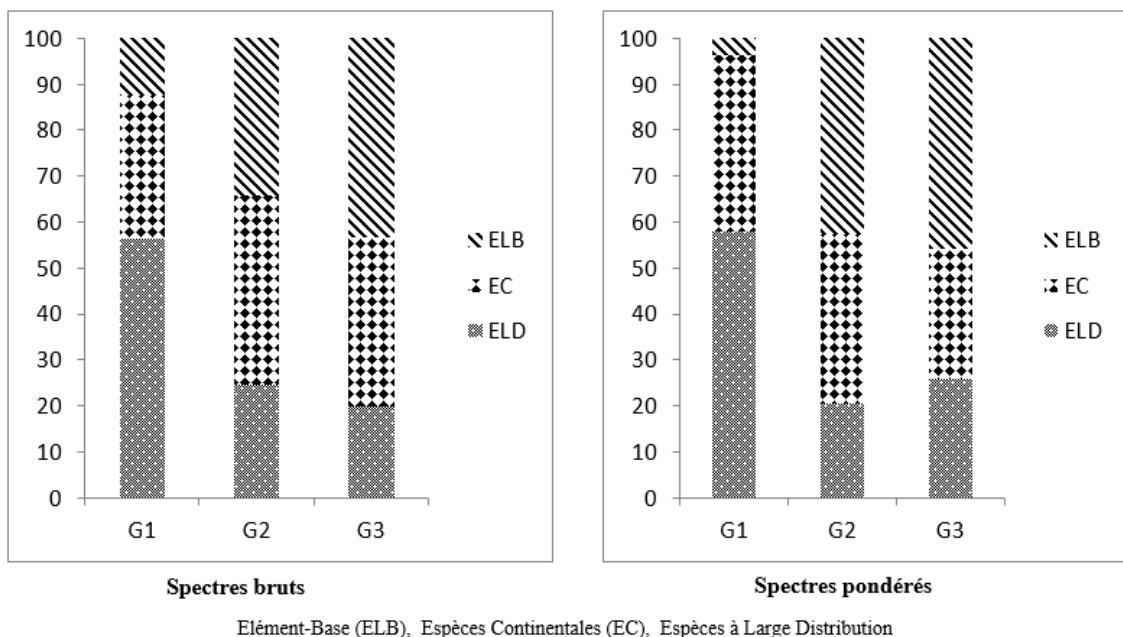 100
90
80
70
60
50
40
30
20
10
0
G1 G2 G3
ELB
EC
ELD
Spectres bruts
100
90
80
70
60
50
40
30
20
10
0
G1 G2 G3
ELB
EC
ELD
Spectres pondérés
Elément-Base (ELB), Espèces Continentales (EC), Espèces à Large Distribution